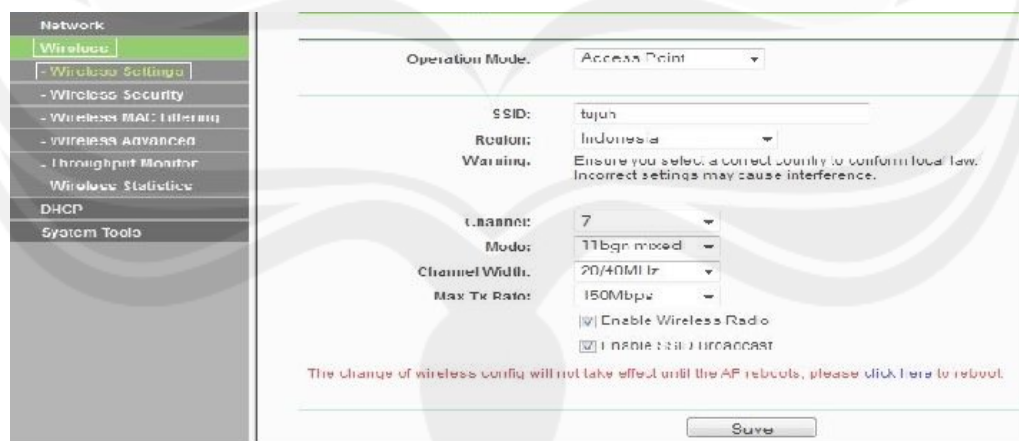 Network
Wireless
- Wireless Settings
- Wireless Security
- Wireless MAC Filtering
- Wireless Advanced
- Throughput Monitor
Wireless Statistics
DHCP
System Tools
Operation Mode: Access Point
SSID: tujuh
Region: Indonesia
Warning: Ensure you select a correct country to conform local law.
Incorrect settings may cause interference.
Channel: 7
Mode: 11bgn mixed
Channel Width: 20/40MHz
Max Tx Rate: 150Mbps
Enable Wireless Radio
Enable SSID Broadcast
The change of wireless config will not take effect until the AP reboots, please click here to reboot.
Save